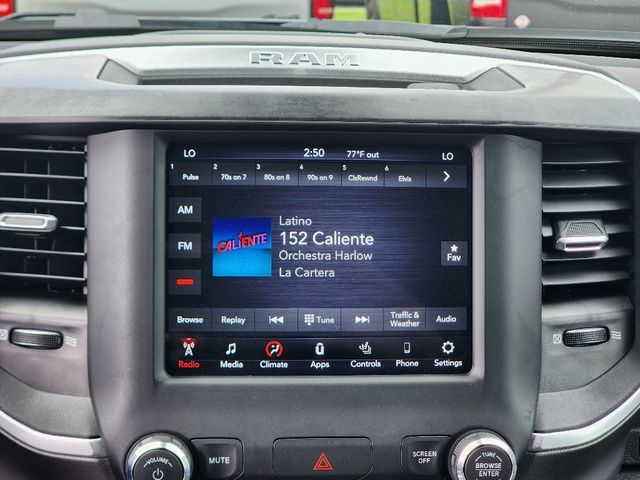 RAM
LO 2:50 77°F out LO
1 Pulse 2 70s on 7 3 80s on 8 4 90s on 9 5 ClsRewnd 6 Elvis
AM
FM
SXM
CALIENTE
Latino
152 Caliente
Orchestra Harlow
La Cartera
Fav
Browse Replay Tune Traffic & Weather Audio
Radio Media Climate Apps Controls Phone Settings
VOLUME
MUTE
SCREEN OFF
TUNE
BROWSE
ENTER